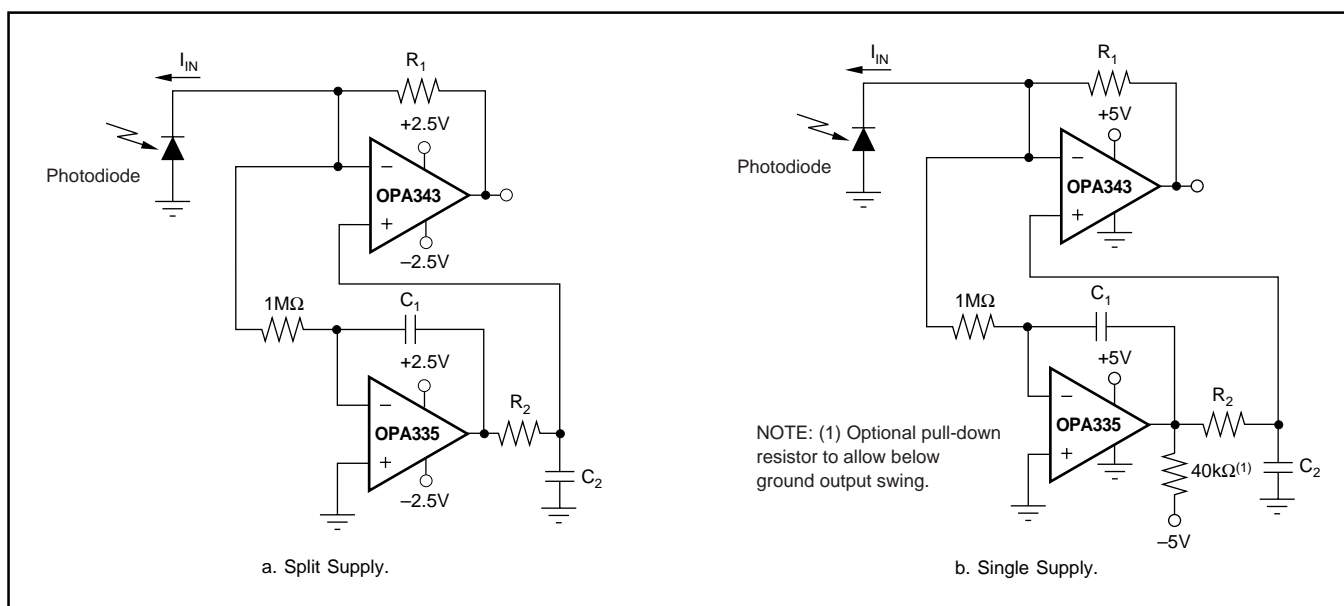 I_IN
R_1
+2.5V
Photodiode
−
OPA343
+
−2.5V
1MΩ
C_1
+2.5V
−
OPA335
+
R_2
−2.5V
C_2
a. Split Supply.
I_IN
R_1
+5V
Photodiode
−
OPA343
+
1MΩ
C_1
+5V
−
OPA335
+
R_2
NOTE: (1) Optional pull-down
resistor to allow below
ground output swing.
40kΩ(1)
C_2
−5V
b. Single Supply.